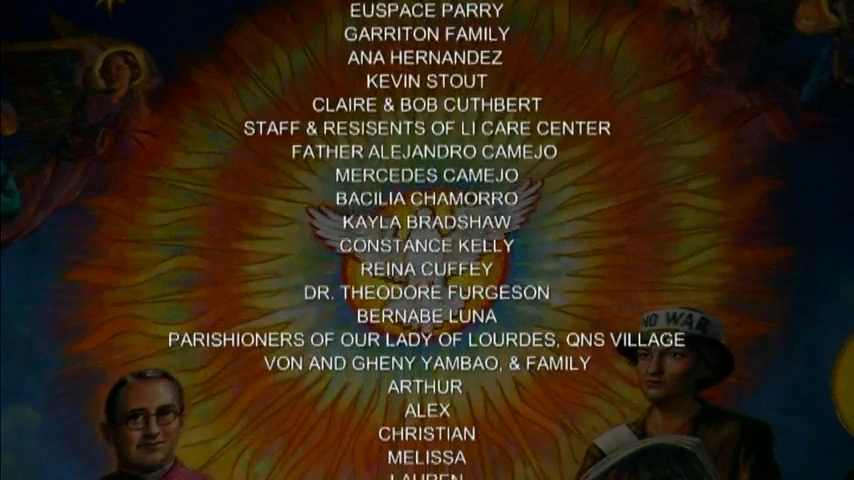 EUSPACE PARRY
GARRITON FAMILY
ANA HERNANDEZ
KEVIN STOUT
CLAIRE & BOB CUTHBERT
STAFF & RESISENTS OF LI CARE CENTER
FATHER ALEJANDRO CAMEJO
MERCEDES CAMEJO
BACILIA CHAMORRO
KAYLA BRADSHAW
CONSTANCE KELLY
REINA CUFFEY
DR. THEODORE FURGESON
BERNABE LUNA
NO WAR
PARISHIONERS OF OUR LADY OF LOURDES, QNS VILLAGE
VON AND GHENY YAMBAO, & FAMILY
ARTHUR
ALEX
CHRISTIAN
MELISSA
LAUREN